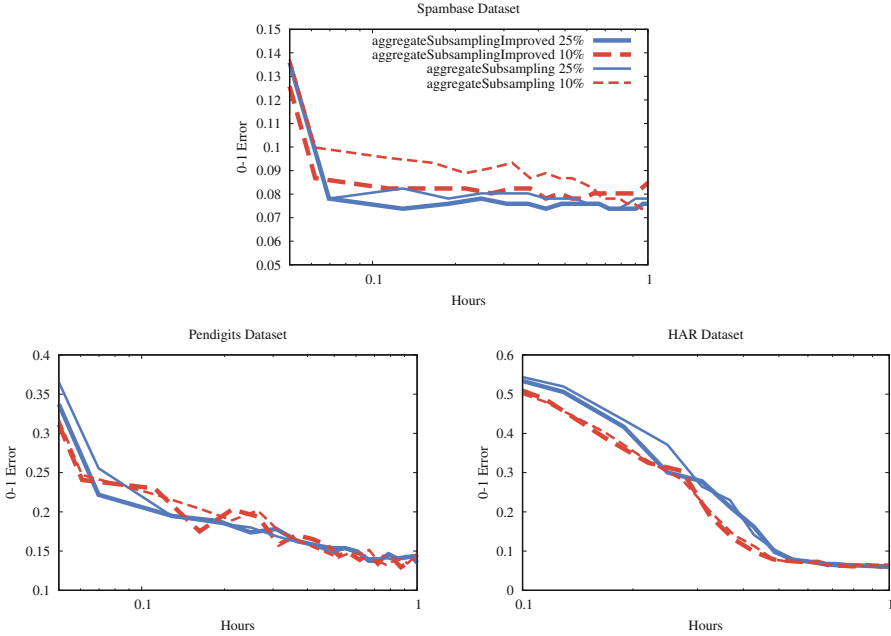 Spambase Dataset
0.15
0.14
0.13
0.12
0.11
0.1
0.09
0.08
0.07
0.06
0.05
0-1 Error
aggregateSubsamplingImproved 25%
aggregateSubsamplingImproved 10%
aggregateSubsampling 25%
aggregateSubsampling 10%
0.1
1
Hours
Pendigits Dataset
0.4
0.35
0.3
0.25
0.2
0.15
0.1
0-1 Error
0.1
1
Hours
HAR Dataset
0.6
0.5
0.4
0.3
0.2
0.1
0
0-1 Error
0.1
1
Hours